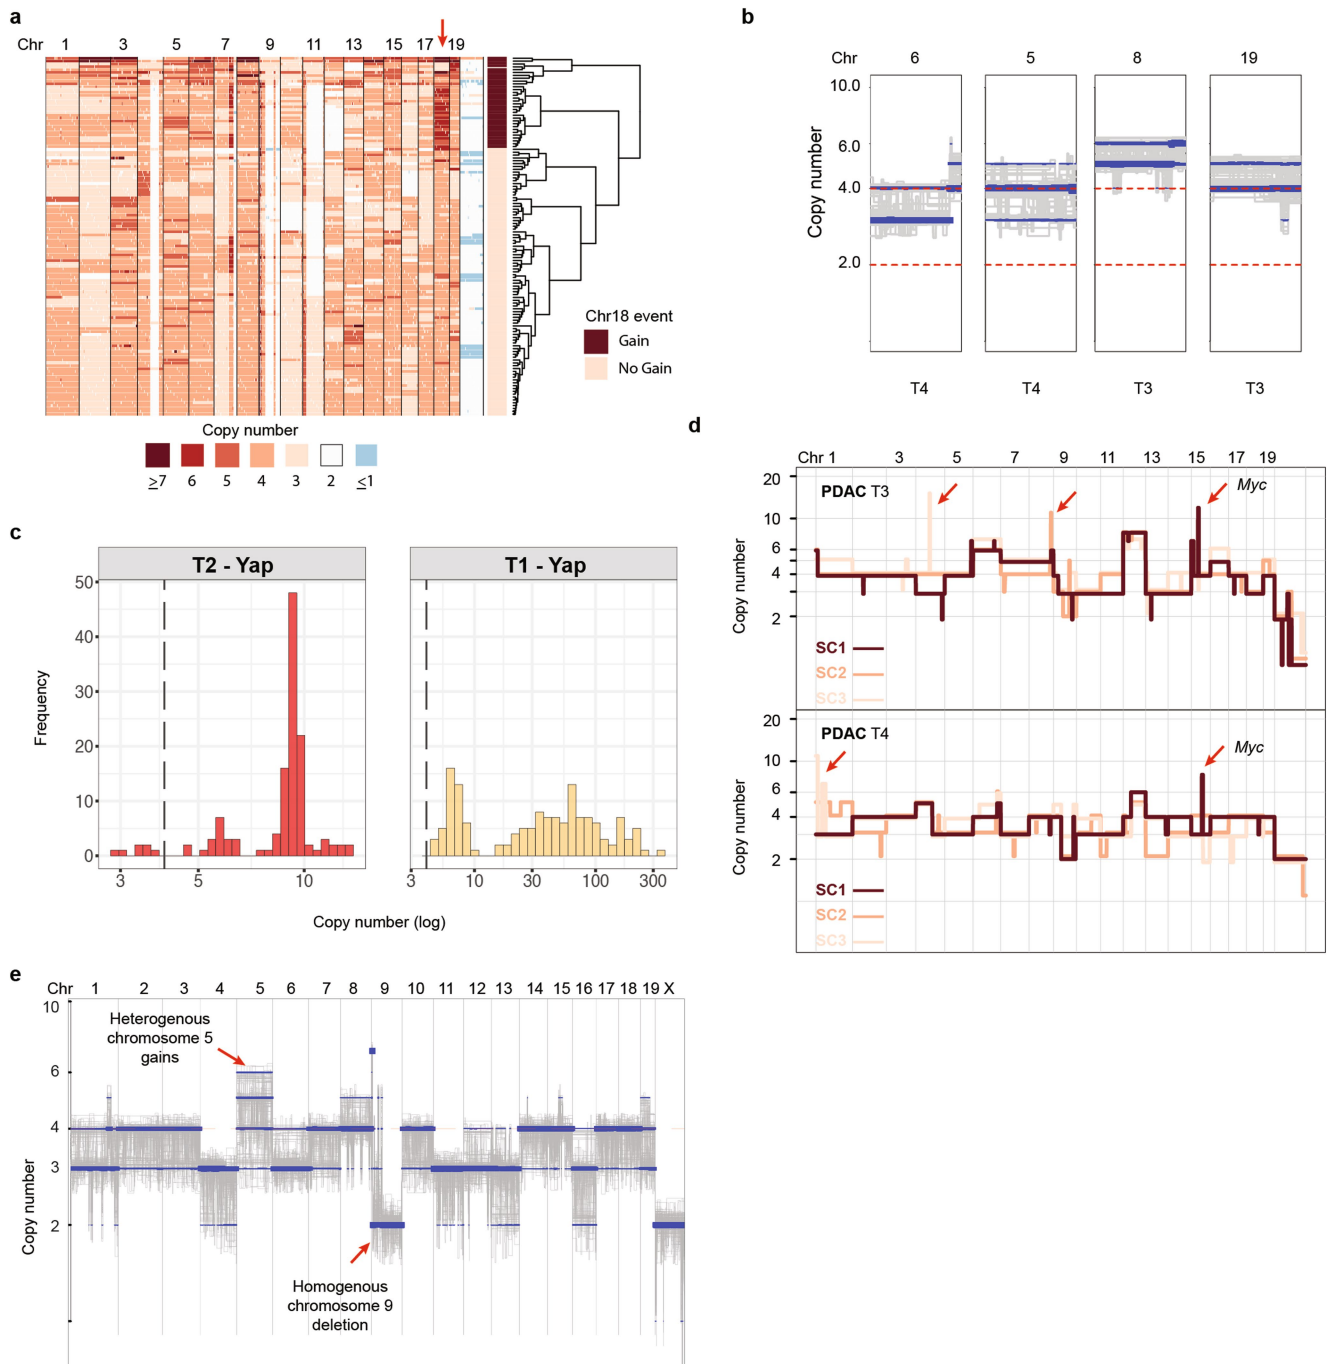 a
Chr 1 3 5 7 9 11 13 15 17 19
Chr18 event
Gain
No Gain
Copy number
≥7 6 5 4 3 2 ≤1
b
Chr 6 5 8 19
10.0
6.0
4.0
2.0
Copy number
T4 T4 T3 T3
c
T2 - Yap T1 - Yap
50
40
30
20
10
0
Frequency
3 5 10 3 10 30 100 300
Copy number (log)
d
Chr 1 3 5 7 9 11 13 15 17 19
PDAC T3
Myc
20
10
6
4
2
Copy number
SC1
SC2
SC3
PDAC T4
Myc
20
10
6
4
2
Copy number
SC1
SC2
SC3
e
Chr 1 2 3 4 5 6 7 8 9 10 11 12 13 14 15 16 17 18 19 X
10
6
4
3
2
Copy number
Heterogenous
chromosome 5
gains
Homogenous
chromosome 9
deletion